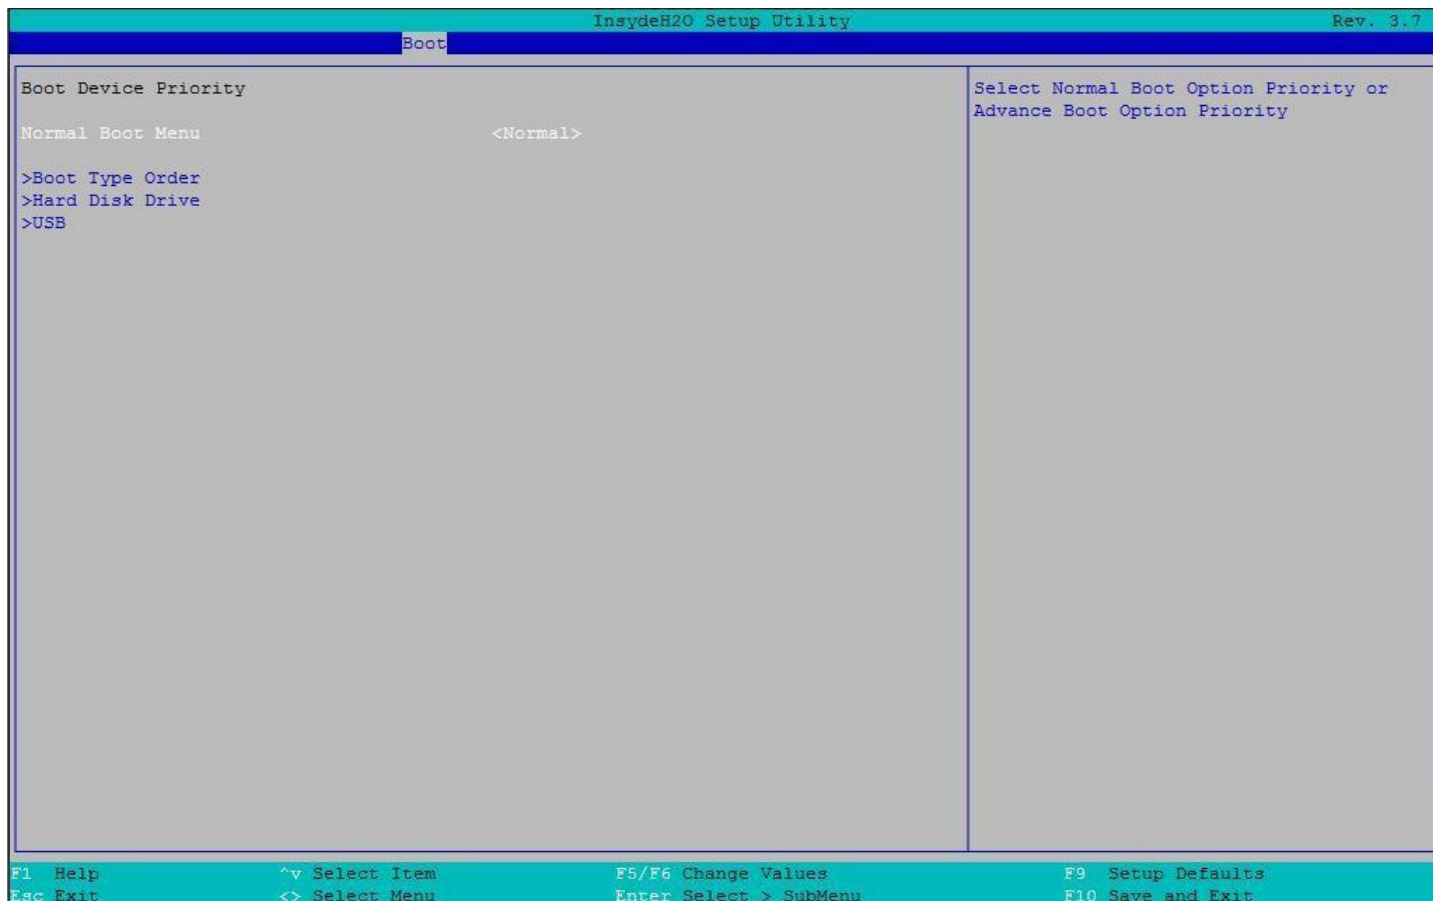 InsydeH2O Setup Utility Rev. 3.7
Boot
Boot Device Priority
Normal Boot Menu <Normal>
>Boot Type Order
>Hard Disk Drive
>USB
Select Normal Boot Option Priority or
Advance Boot Option Priority
F1 Help ^v Select Item F5/F6 Change Values F9 Setup Defaults
Esc Exit <> Select Menu Enter Select > SubMenu F10 Save and Exit